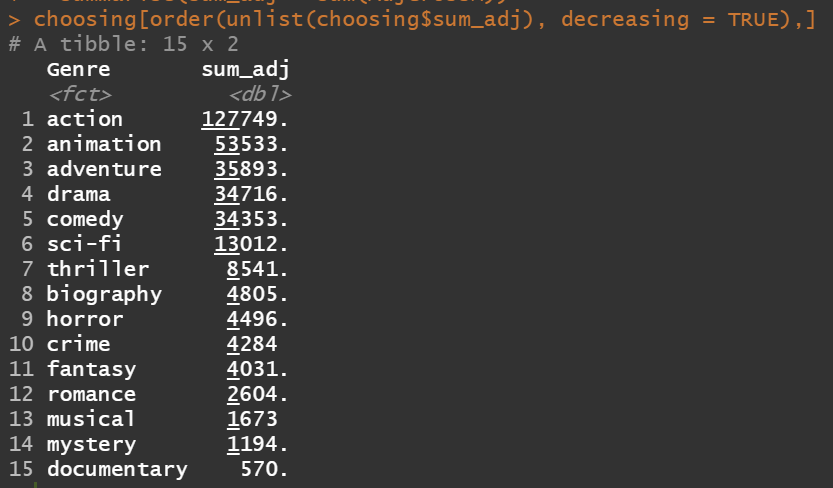 > choosing[order(unlist(choosing$sum_adj), decreasing = TRUE),]
# A tibble: 15 x 2
   Genre       sum_adj
   <fct>         <dbl>
 1 action      127749.
 2 animation    53533.
 3 adventure    35893.
 4 drama        34716.
 5 comedy       34353.
 6 sci-fi       13012.
 7 thriller      8541.
 8 biography     4805.
 9 horror        4496.
10 crime         4284
11 fantasy       4031.
12 romance       2604.
13 musical       1673
14 mystery       1194.
15 documentary    570.